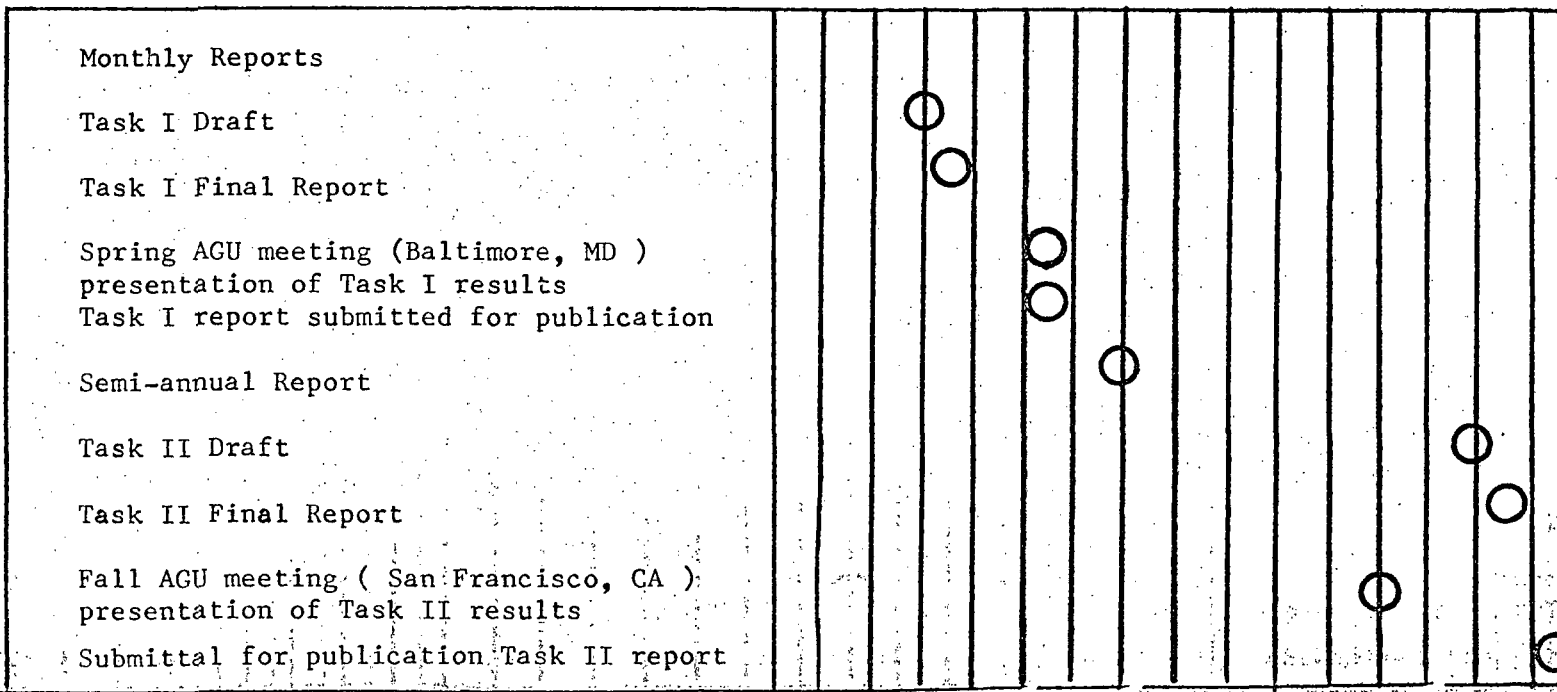 Monthly Reports
Task I Draft
Task I Final Report
Spring AGU meeting (Baltimore, MD )
presentation of Task I results
Task I report submitted for publication
Semi-annual Report
Task II Draft
Task II Final Report
Fall AGU meeting ( San Francisco, CA )
presentation of Task II results
Submittal for publication Task II report